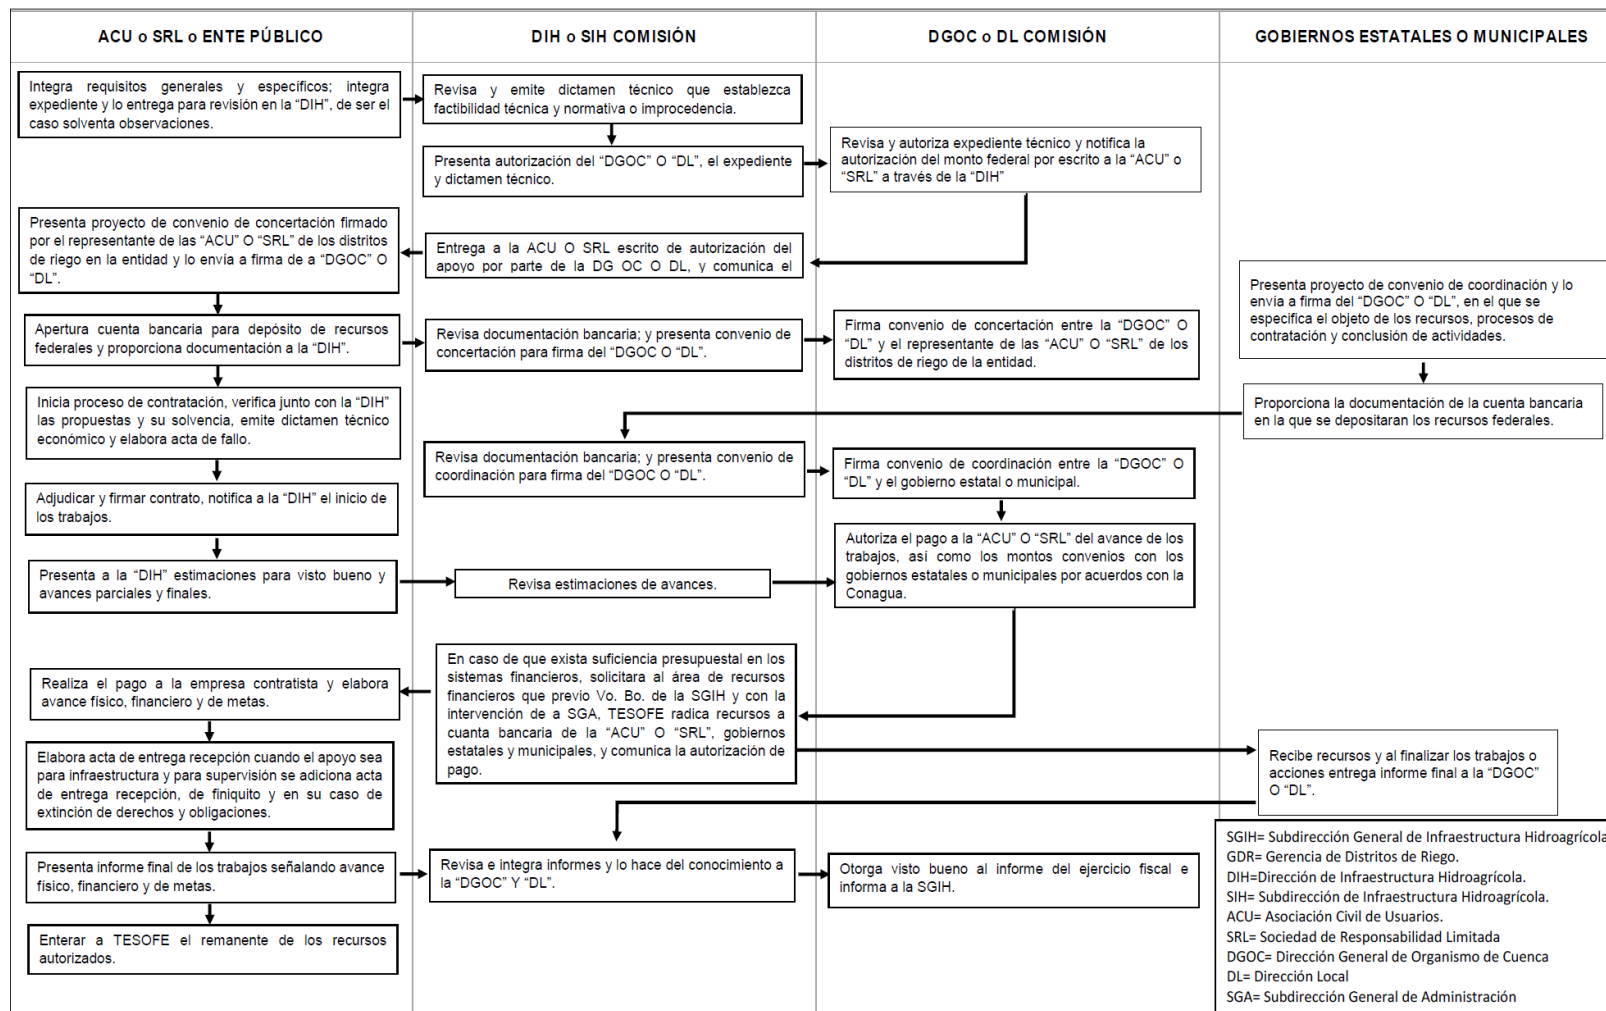 ACU o SRL o ENTE PÚBLICO
DIH o SIH COMISIÓN
DGOC o DL COMISIÓN
GOBIERNOS ESTATALES O MUNICIPALES
Integra requisitos generales y específicos; integra
expediente y lo entrega para revisión en la “DIH”, de ser el
caso solventa observaciones.
Revisa y emite dictamen técnico que establezca
factibilidad técnica y normativa o improcedencia.
Presenta autorización del “DGOC” O “DL”, el expediente
y dictamen técnico.
Revisa y autoriza expediente técnico y notifica la
autorización del monto federal por escrito a la “ACU” o
“SRL” a través de la “DIH”
Presenta proyecto de convenio de concertación firmado
por el representante de las “ACU” O “SRL” de los distritos
de riego en la entidad y lo envía a firma de a “DGOC” O
“DL”.
Entrega a la ACU O SRL escrito de autorización del
apoyo por parte de la DG OC O DL, y comunica el
Presenta proyecto de convenio de coordinación y lo
envía a firma del “DGOC” O “DL”, en el que se
especifica el objeto de los recursos, procesos de
contratación y conclusión de actividades.
Apertura cuenta bancaria para depósito de recursos
federales y proporciona documentación a la “DIH”.
Revisa documentación bancaria; y presenta convenio de
concertación para firma del “DGOC O “DL”.
Firma convenio de concertación entre la “DGOC” O
“DL” y el representante de las “ACU” O “SRL” de los
distritos de riego de la entidad.
Inicia proceso de contratación, verifica junto con la “DIH”
las propuestas y su solvencia, emite dictamen técnico
económico y elabora acta de fallo.
Proporciona la documentación de la cuenta bancaria
en la que se depositaran los recursos federales.
Revisa documentación bancaria; y presenta convenio de
coordinación para firma del “DGOC O “DL”.
Firma convenio de coordinación entre la “DGOC” O
“DL” y el gobierno estatal o municipal.
Adjudicar y firmar contrato, notifica a la “DIH” el inicio de
los trabajos.
Autoriza el pago a la “ACU” O “SRL” del avance de los
trabajos, así como los montos convenios con los
gobiernos estatales o municipales por acuerdos con la
Conagua.
Presenta a la “DIH” estimaciones para visto bueno y
avances parciales y finales.
Revisa estimaciones de avances.
En caso de que exista suficiencia presupuestal en los
sistemas financieros, solicitara al área de recursos
financieros que previo Vo. Bo. de la SGIH y con la
intervención de a SGA, TESOFE radica recursos a
cuanta bancaria de la “ACU” O “SRL”, gobiernos
estatales y municipales, y comunica la autorización de
pago.
Realiza el pago a la empresa contratista y elabora
avance físico, financiero y de metas.
Elabora acta de entrega recepción cuando el apoyo sea
para infraestructura y para supervisión se adiciona acta
de entrega recepción, de finiquito y en su caso de
extinción de derechos y obligaciones.
Recibe recursos y al finalizar los trabajos o
acciones entrega informe final a la “DGOC”
O “DL”.
Presenta informe final de los trabajos señalando avance
físico, financiero y de metas.
Revisa e integra informes y lo hace del conocimiento a
la “DGOC” Y “DL”.
Otorga visto bueno al informe del ejercicio fiscal e
informa a la SGIH.
Enterar a TESOFE el remanente de los recursos
autorizados.
SGIH= Subdirección General de Infraestructura Hidroagrícola
GDR= Gerencia de Distritos de Riego.
DIH=Dirección de Infraestructura Hidroagrícola.
SIH= Subdirección de Infraestructura Hidroagrícola.
ACU= Asociación Civil de Usuarios.
SRL= Sociedad de Responsabilidad Limitada
DGOC= Dirección General de Organismo de Cuenca
DL= Dirección Local
SGA= Subdirección General de Administración